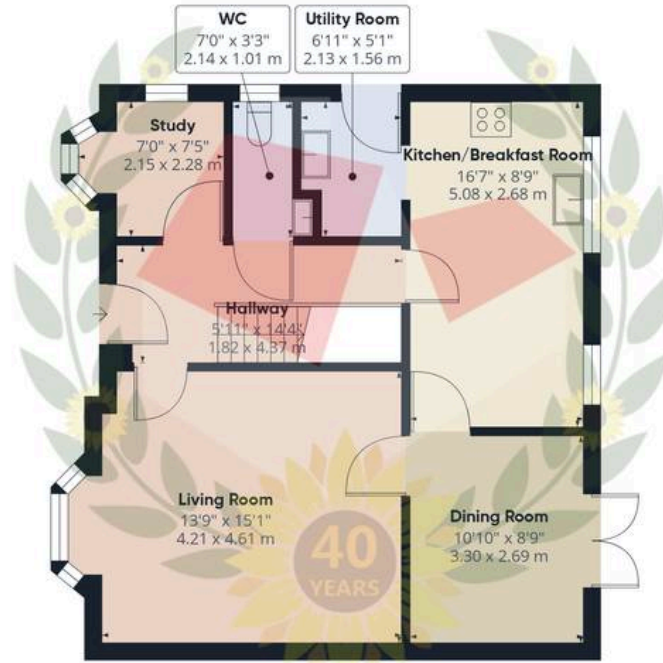 WC
7'0" x 3'3"
2.14 x 1.01 m
Utility Room
6'11" x 5'1"
2.13 x 1.56 m
Study
7'0" x 7'5"
2.15 x 2.28 m
Kitchen/Breakfast Room
16'7" x 8'9"
5.08 x 2.68 m
Hallway
5'11" x 14'4"
1.82 x 4.37 m
Living Room
13'9" x 15'1"
4.21 x 4.61 m
Dining Room
10'10" x 8'9"
3.30 x 2.69 m
40
YEARS